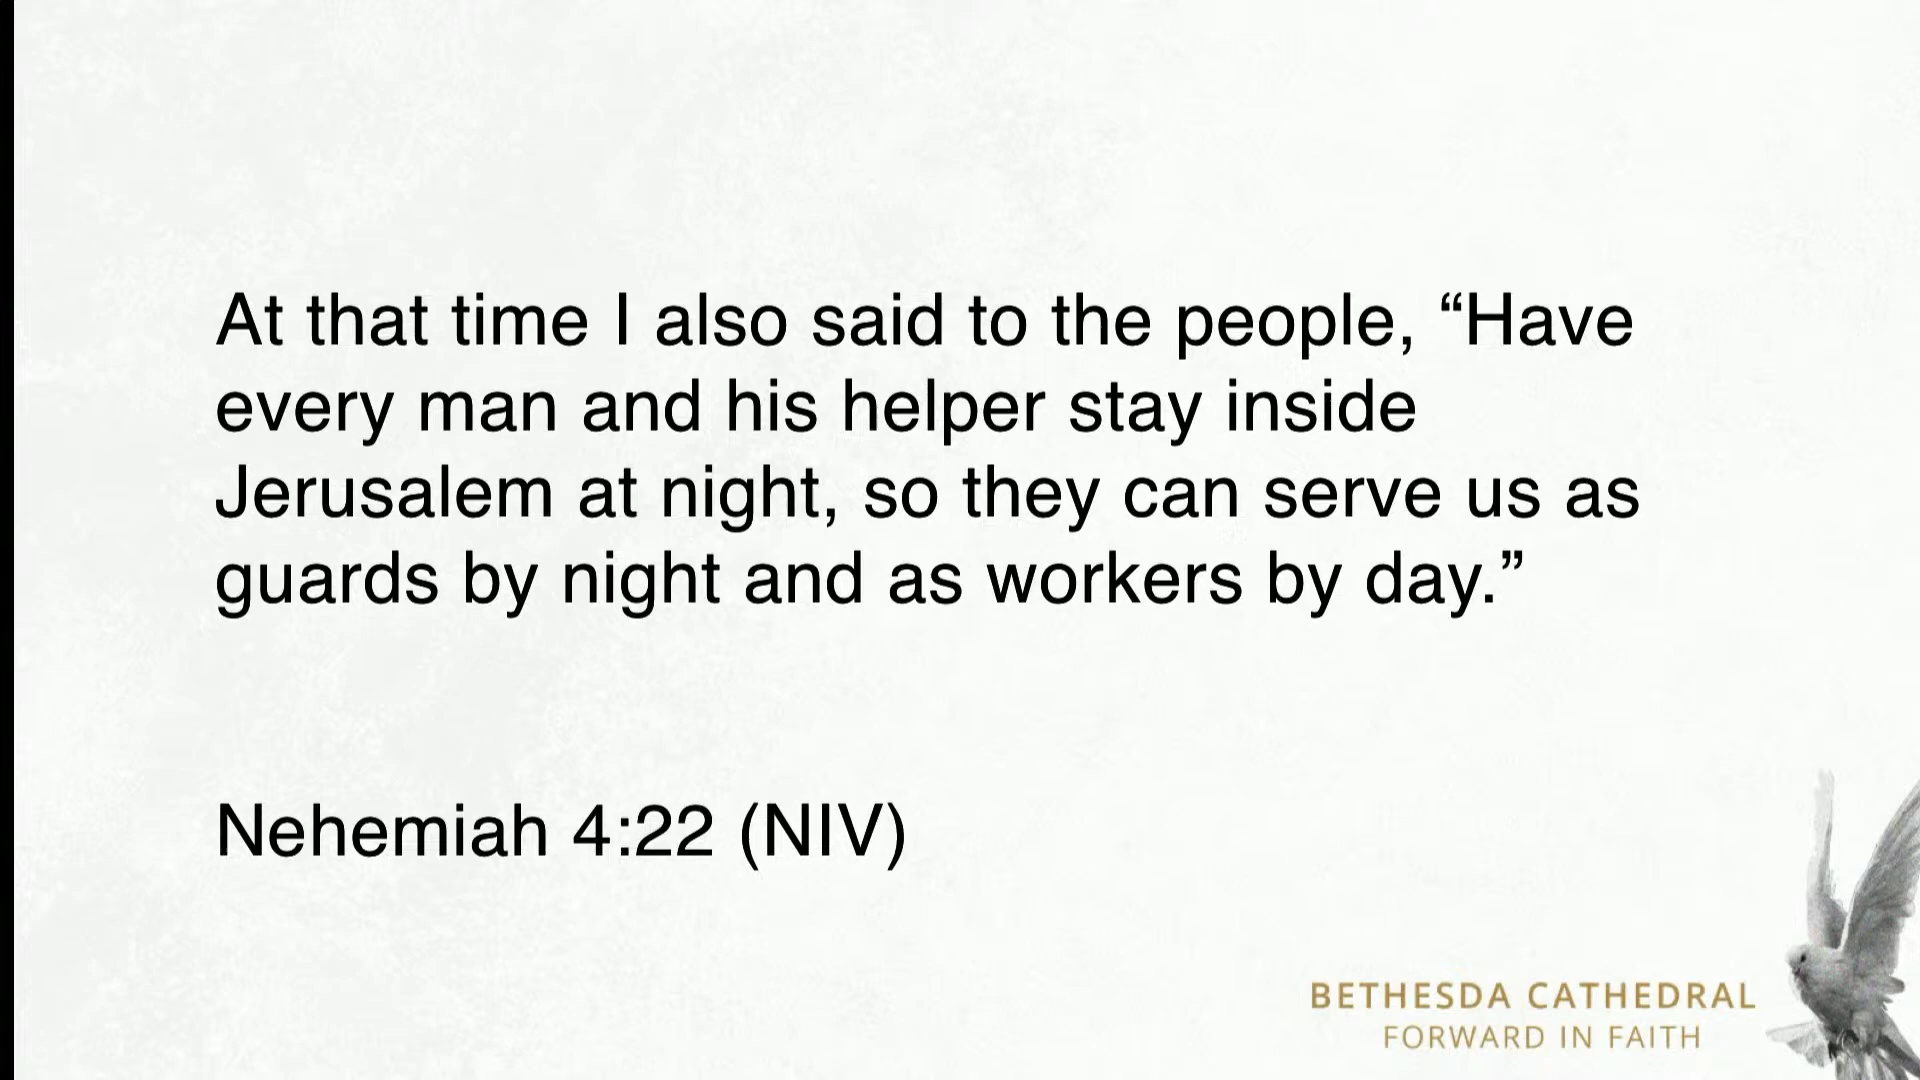 At that time I also said to the people, “Have
every man and his helper stay inside
Jerusalem at night, so they can serve us as
guards by night and as workers by day.”
Nehemiah 4:22 (NIV)
BETHESDA CATHEDRAL
FORWARD IN FAITH